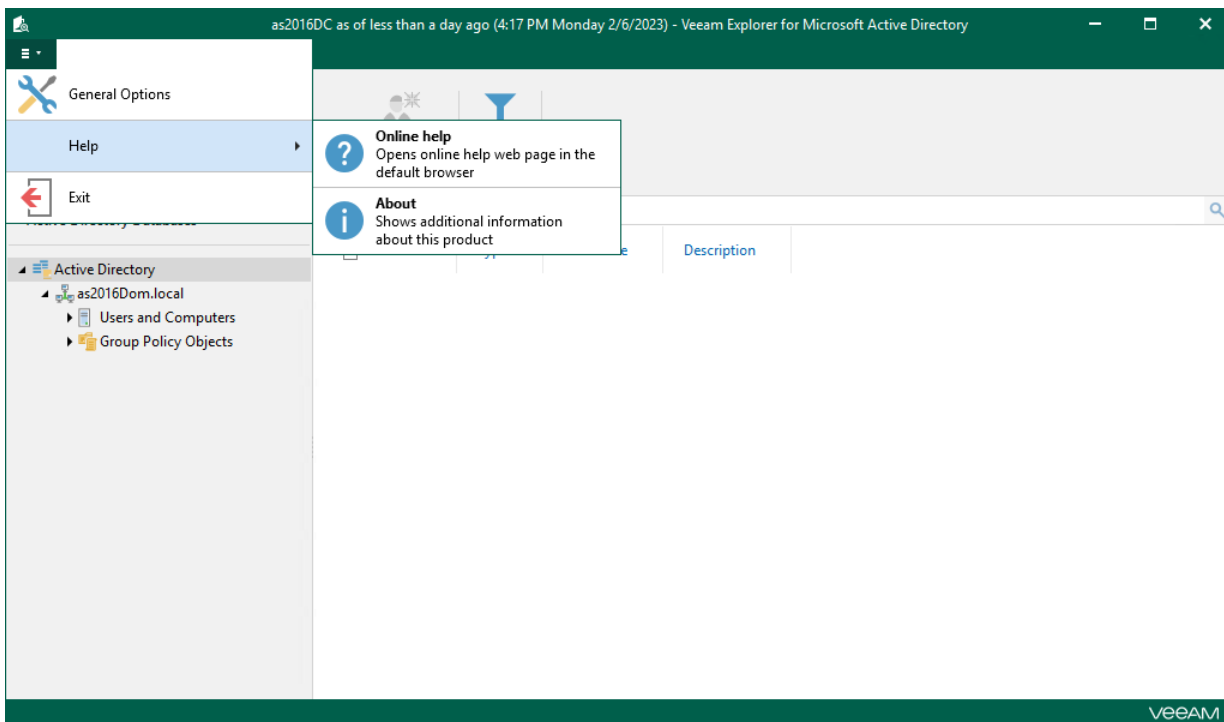 as2016DC as of less than a day ago (4:17 PM Monday 2/6/2023) - Veeam Explorer for Microsoft Active Directory
General Options
Help
Online help
Opens online help web page in the
default browser
Exit
About
Shows additional information
about this product
Description
Active Directory
as2016Dom.local
Users and Computers
Group Policy Objects
veeam